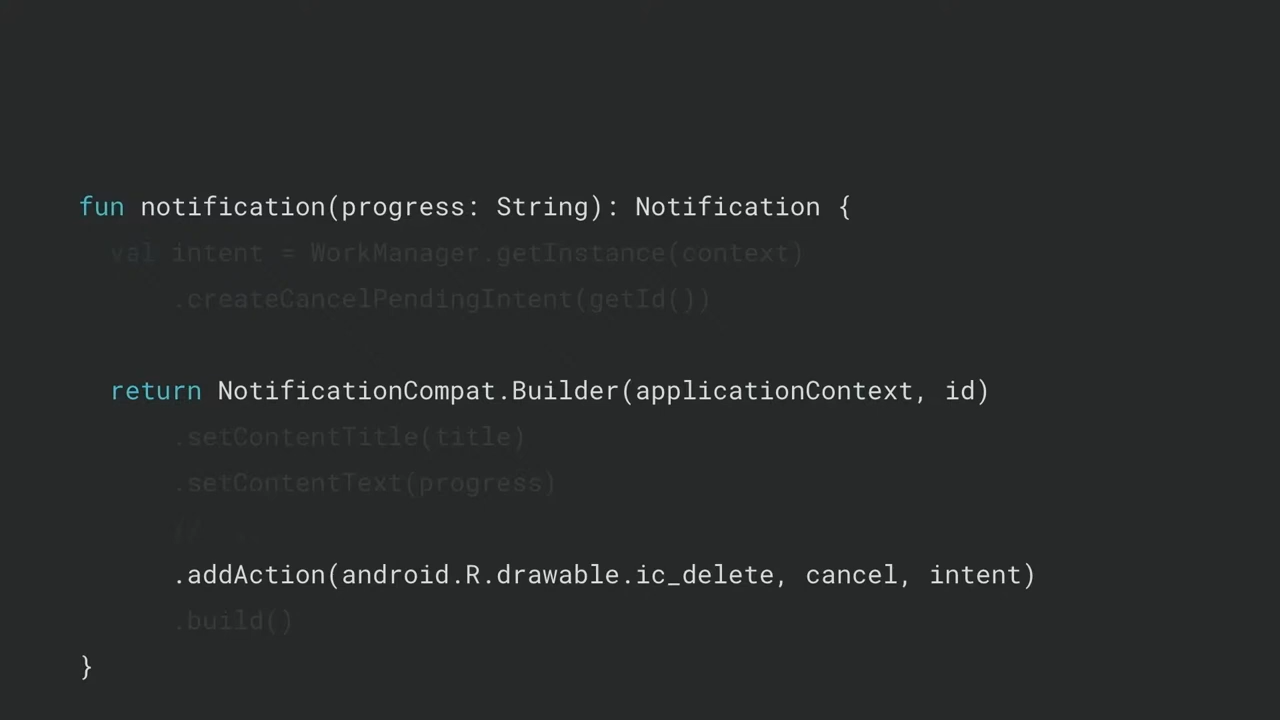 fun notification(progress: String): Notification {
val intent = WorkManager.getInstance(context)
.createCancelPendingIntent(getId())
return NotificationCompat.Builder(applicationContext, id)
.setContentTitle(title)
.setContentText(progress)
// ...
.addAction(android.R.drawable.ic_delete, cancel, intent)
.build()
}